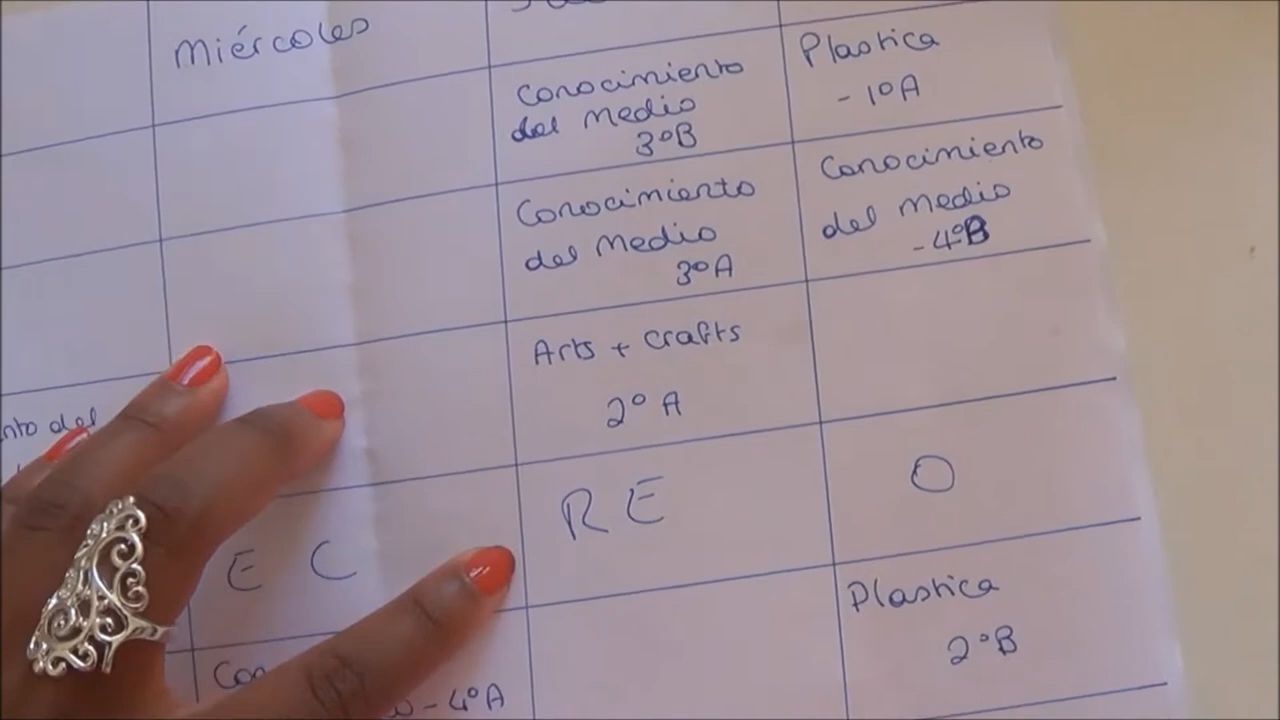 Miércoles
Conocimiento
del medio
3ºB
Plastica
- 1ºA
Conocimiento
del medio
3ºA
Conocimiento
del medio
- 4ºB
Arts + crafts
2º A
del
E C
R E
O
Plastica
2ºB
- 4ºA